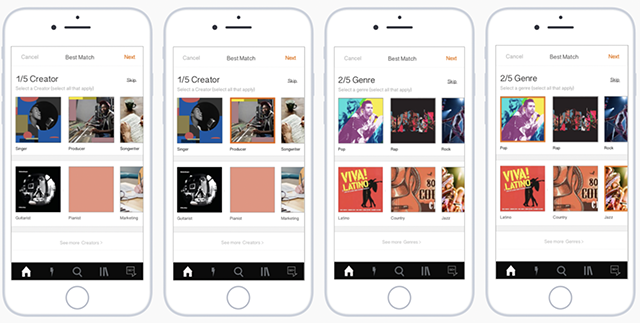 Cancel Best Match Next
1/5 Creator Skip
Select a Creator (select all that apply)
Singer Producer Songwriter
Guitarist Pianist Marketing
See more Creators >
Cancel Best Match Next
1/5 Creator Skip
Select a Creator (select all that apply)
Singer Producer Songwriter
Guitarist Pianist Marketing
See more Creators >
Cancel Best Match Next
2/5 Genre Skip
Select a genre (select all that apply)
Pop Rap Rock
VIVA!
LATINO
80
Latino Country Jazz
See more Genres >
Cancel Best Match Next
2/5 Genre Skip
Select a genre (select all that apply)
Pop Rap Rock
VIVA!
LATINO
80
Latino Country Jazz
See more Genres >